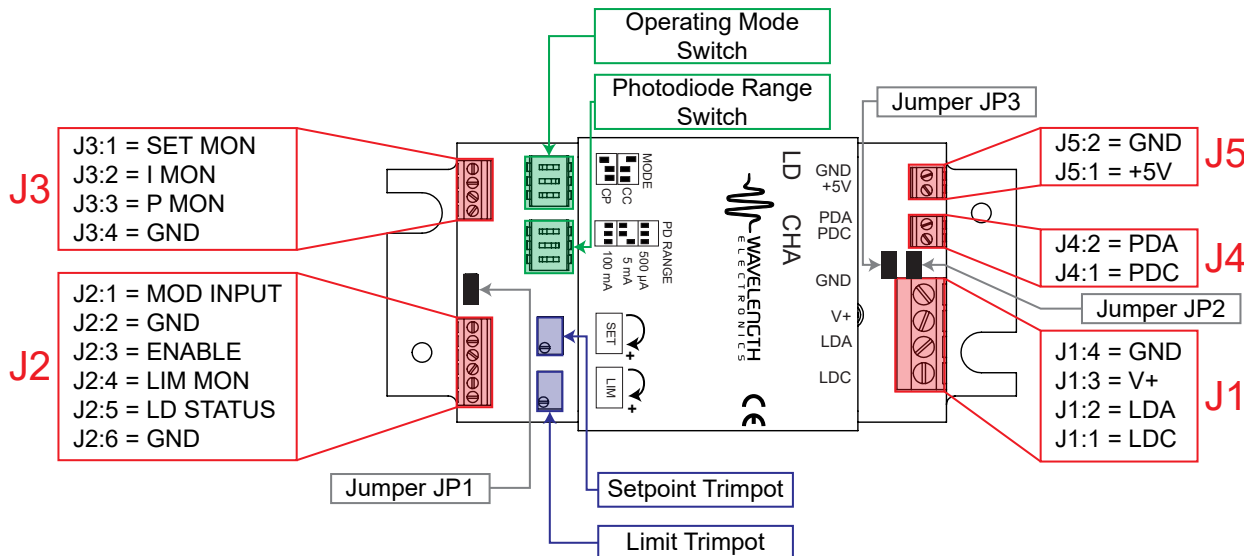 Operating Mode
Switch
Photodiode Range
Switch
Jumper JP3
J3
J3:1 = SET MON
J3:2 = I MON
J3:3 = P MON
J3:4 = GND
J2
J2:1 = MOD INPUT
J2:2 = GND
J2:3 = ENABLE
J2:4 = LIM MON
J2:5 = LD STATUS
J2:6 = GND
MODE
CC
CP
PD RANGE
500 µA
5 mA
100 mA
SET
+
LIM
+
LD CHA
WAVELENGTH
ELECTRONICS
CE
GND
+5V
PDA
PDC
GND
V+
LDA
LDC
J5:2 = GND
J5:1 = +5V
J5
J4:2 = PDA
J4:1 = PDC
J4
Jumper JP2
J1:4 = GND
J1:3 = V+
J1:2 = LDA
J1:1 = LDC
J1
Jumper JP1
Setpoint Trimpot
Limit Trimpot